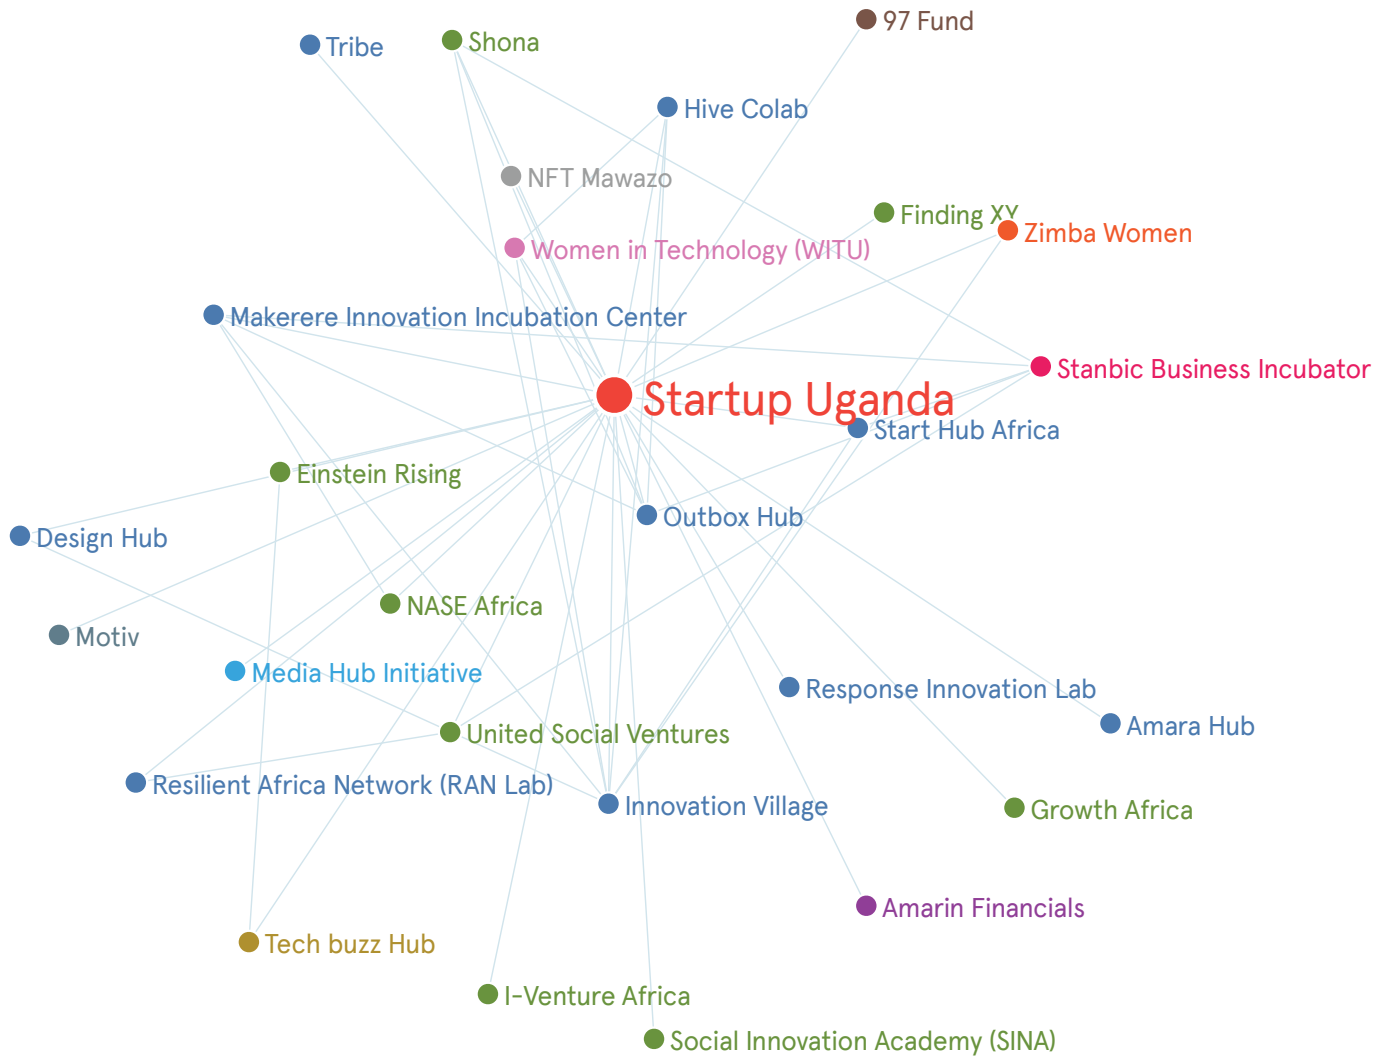 97 Fund
Tribe
Shona
Hive Colab
NFT Mawazo
Finding XY
Zimba Women
Women in Technology (WITU)
Makerere Innovation Incubation Center
Stanbic Business Incubator
Startup Uganda
Start Hub Africa
Einstein Rising
Outbox Hub
Design Hub
NASE Africa
Motiv
Media Hub Initiative
Response Innovation Lab
Amara Hub
United Social Ventures
Resilient Africa Network (RAN Lab)
Innovation Village
Growth Africa
Amarin Financials
Tech buzz Hub
I-Venture Africa
Social Innovation Academy (SINA)